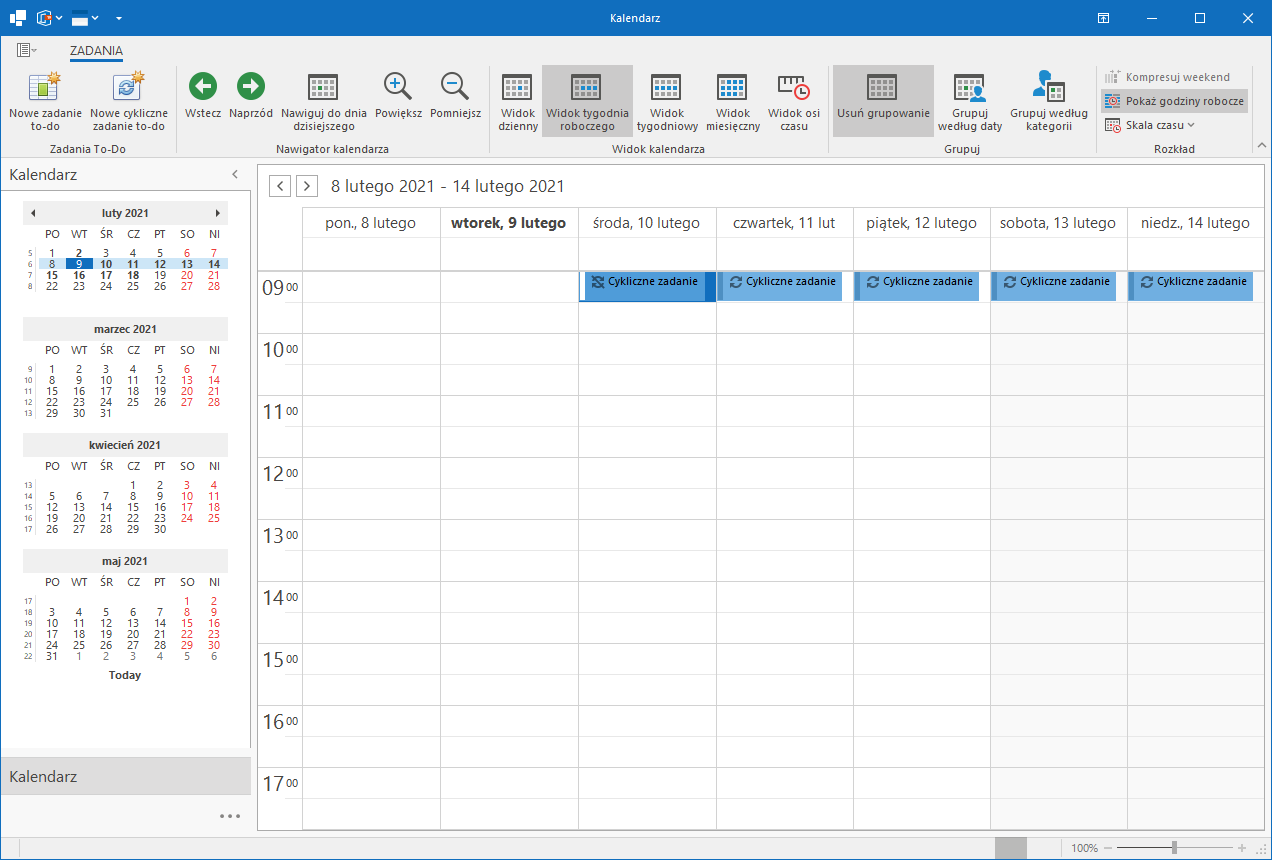 Kalendarz
ZADANIA
Nowe zadanie to-do
Nowe cykliczne zadanie to-do
Wstecz
Naprzód
Nawiguj do dnia dzisiejszego
Powiększ
Pomniejsz
Widok dzienny
Widok tygodnia roboczego
Widok tygodniowy
Widok miesięczny
Widok osi czasu
Usuń grupowanie
Grupuj według daty
Grupuj według kategorii
Kompresuj weekend
Pokaż godziny robocze
Skala czasu
Zadania To-Do
Nawigator kalendarza
Widok kalendarza
Grupuj
Rozkład
Kalendarz
luty 2021
PO WT ŚR CZ PT SO NI
5 1 2 3 4 5 6 7
6 8 9 10 11 12 13 14
7 15 16 17 18 19 20 21
8 22 23 24 25 26 27 28
marzec 2021
PO WT ŚR CZ PT SO NI
9 1 2 3 4 5 6 7
10 8 9 10 11 12 13 14
11 15 16 17 18 19 20 21
12 22 23 24 25 26 27 28
13 29 30 31
kwiecień 2021
PO WT ŚR CZ PT SO NI
13 1 2 3 4
14 5 6 7 8 9 10 11
15 12 13 14 15 16 17 18
16 19 20 21 22 23 24 25
17 26 27 28 29 30
maj 2021
PO WT ŚR CZ PT SO NI
17 1 2
18 3 4 5 6 7 8 9
19 10 11 12 13 14 15 16
20 17 18 19 20 21 22 23
21 24 25 26 27 28 29 30
22 31 1 2 3 4 5 6
Today
Kalendarz
8 lutego 2021 - 14 lutego 2021
pon., 8 lutego wtorek, 9 lutego środa, 10 lutego czwartek, 11 lut piątek, 12 lutego sobota, 13 lutego niedz., 14 lutego
09 00 Cykliczne zadanie Cykliczne zadanie Cykliczne zadanie Cykliczne zadanie Cykliczne zadanie
10 00
11 00
12 00
13 00
14 00
15 00
16 00
17 00
100%